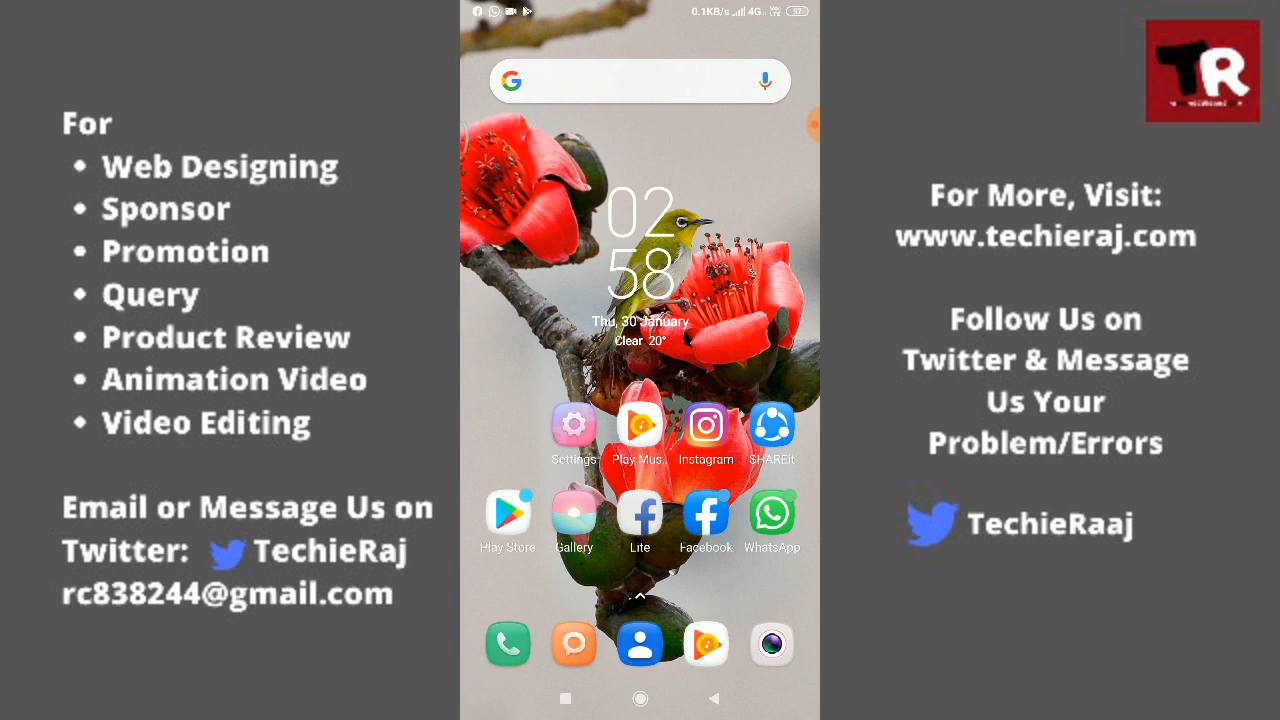 For
• Web Designing
• Sponsor
• Promotion
• Query
• Product Review
• Animation Video
• Video Editing
Email or Message Us on
Twitter: TechieRaj
rc838244@gmail.com
0.1KB/s 4G Vo) LTE 57
02
58
Thu, 30 January
Clear 20°
Settings Play Mus.. Instagram SHAREit
Play Store Gallery Lite Facebook WhatsApp
TR
For More, Visit:
www.techieraj.com
Follow Us on
Twitter & Message
Us Your
Problem/Errors
TechieRaaj